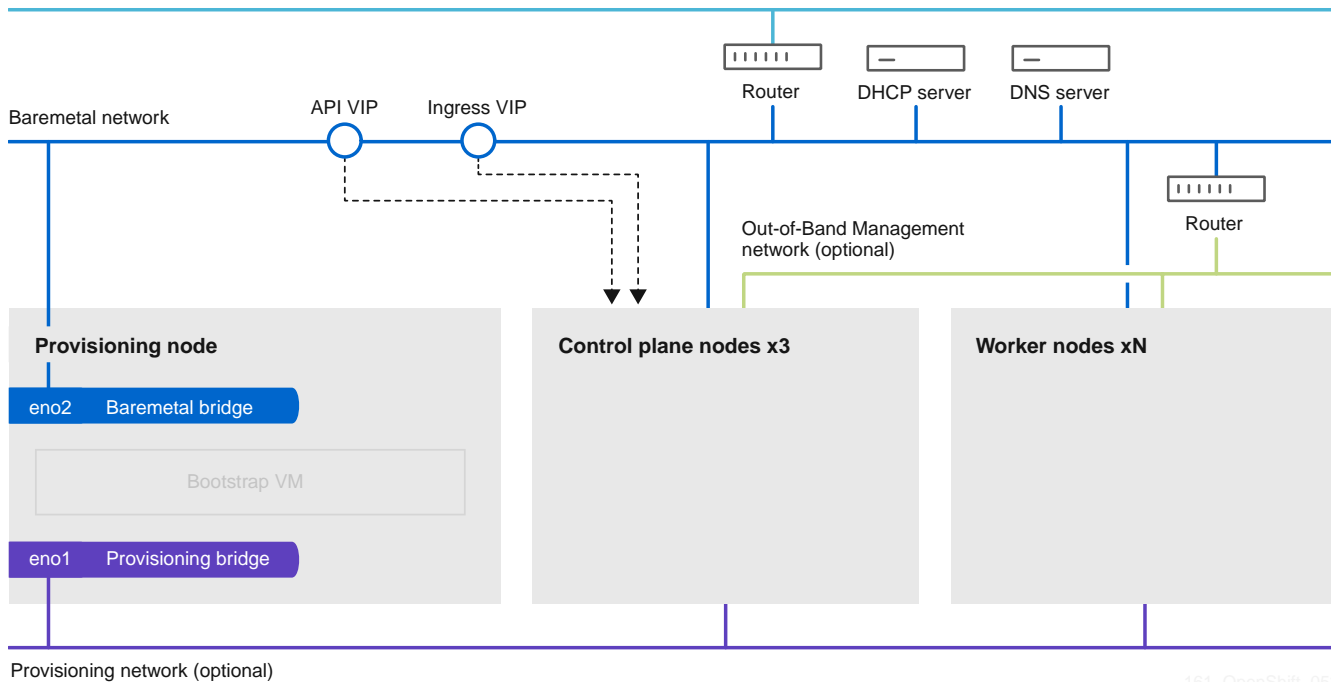 Router
DHCP server
DNS server
Baremetal network
API VIP
Ingress VIP
Router
Out-of-Band Management
network (optional)
Provisioning node
Control plane nodes x3
Worker nodes xN
eno2
Baremetal bridge
Bootstrap VM
eno1
Provisioning bridge
Provisioning network (optional)
161_OpenShift_05